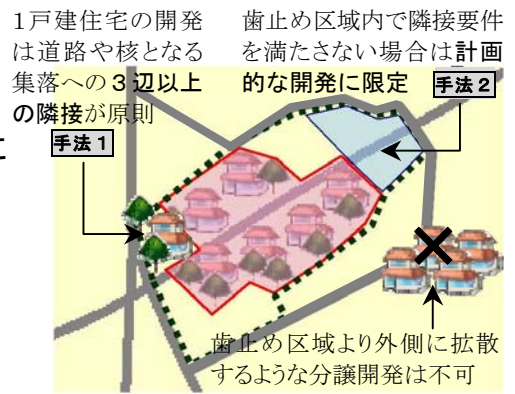 1戸建住宅の開発
は道路や核となる
集落への３辺以上
の隣接が原則
手法１
歯止め区域内で隣接要件
を満たさない場合は計画
的な開発に限定
手法２
に
歯止め区域より外側に拡散
するような分譲開発は不可